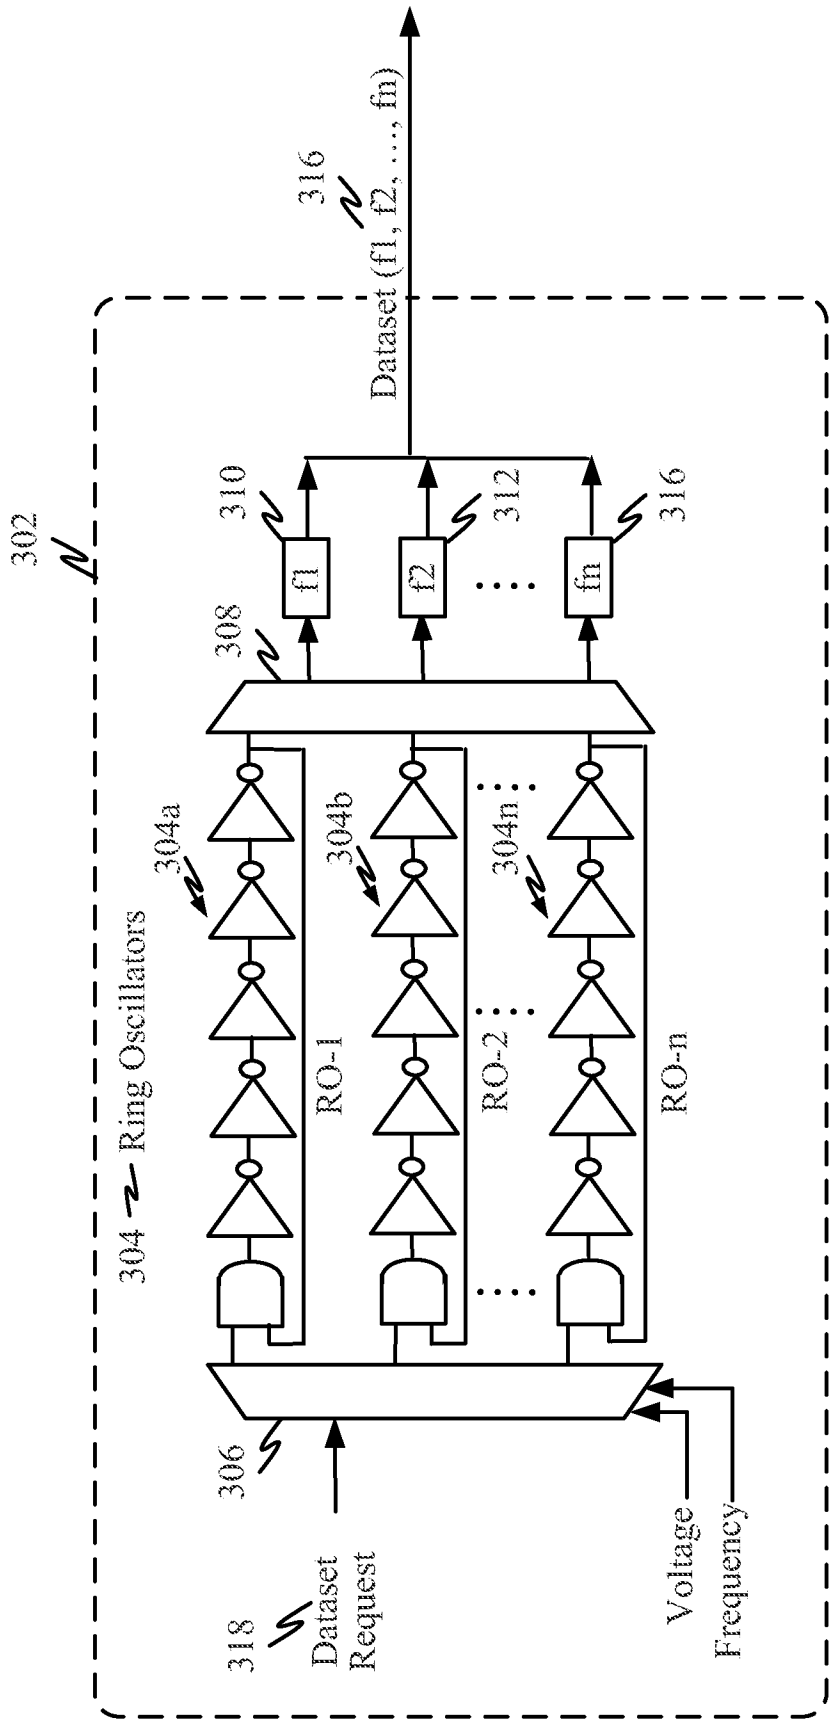 302
304
Ring Oscillators
304a
304b
304n
RO-1
RO-2
RO-n
306
308
318
Dataset
Request
Voltage
Frequency
310
f1
312
f2
316
fn
316
Dataset (f1, f2, ..., fn)